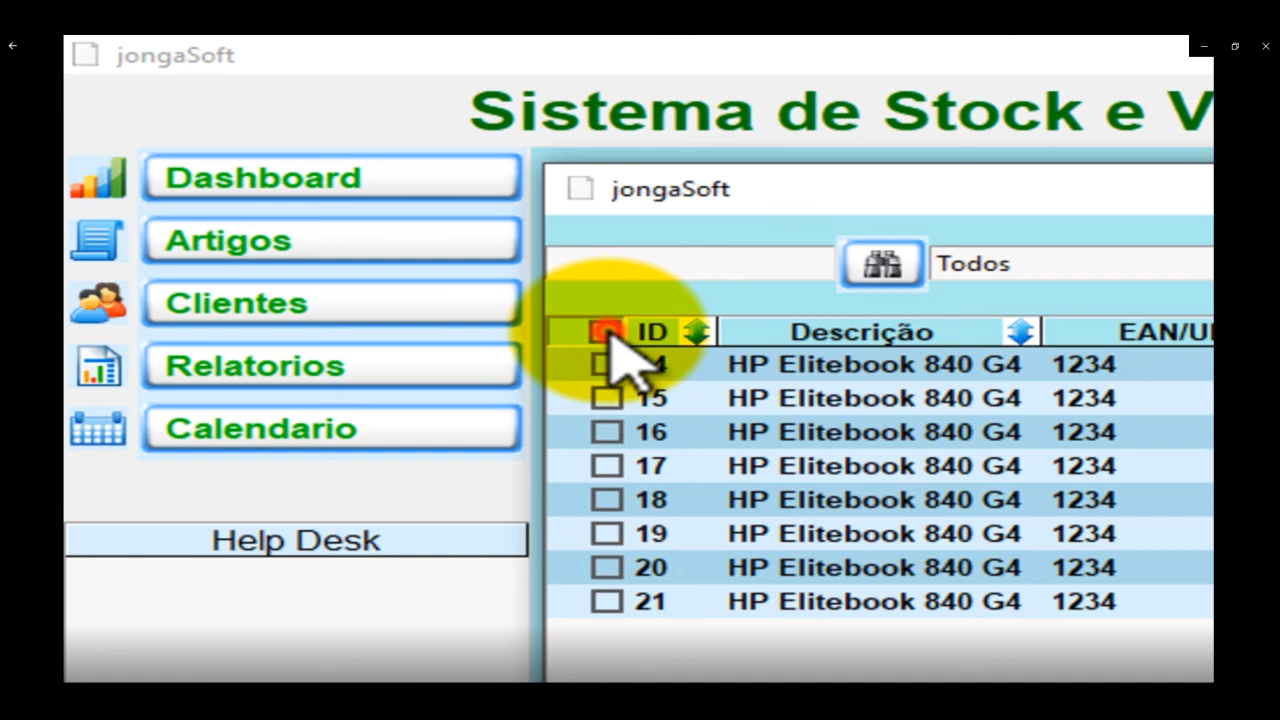 jongaSoft
Sistema de Stock e V
Dashboard
Artigos
Clientes
Relatorios
Calendario
Help Desk
jongaSoft
Todos
ID Descrição EAN/U
HP Elitebook 840 G4 1234
15 HP Elitebook 840 G4 1234
16 HP Elitebook 840 G4 1234
17 HP Elitebook 840 G4 1234
18 HP Elitebook 840 G4 1234
19 HP Elitebook 840 G4 1234
20 HP Elitebook 840 G4 1234
21 HP Elitebook 840 G4 1234